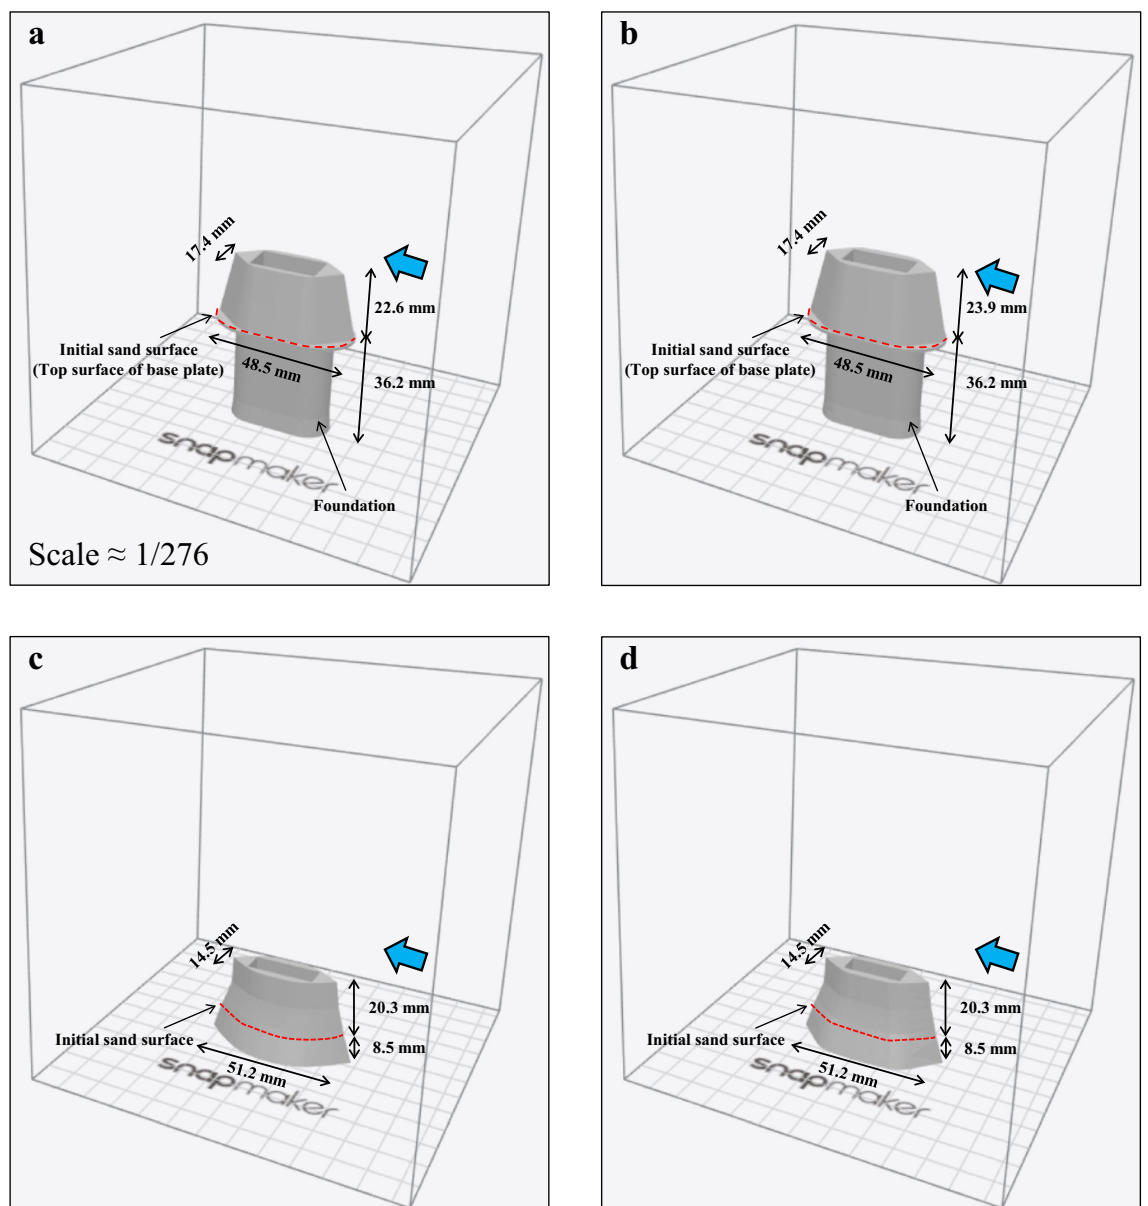 a
17.4 mm
22.6 mm
Initial sand surface
(Top surface of base plate)
48.5 mm
36.2 mm
snapmaker
Foundation
Scale ≈ 1/276
b
17.4 mm
23.9 mm
Initial sand surface
(Top surface of base plate)
48.5 mm
36.2 mm
snapmaker
Foundation
c
14.5 mm
20.3 mm
Initial sand surface
8.5 mm
51.2 mm
snapmaker
d
14.5 mm
20.3 mm
Initial sand surface
8.5 mm
51.2 mm
snapmaker